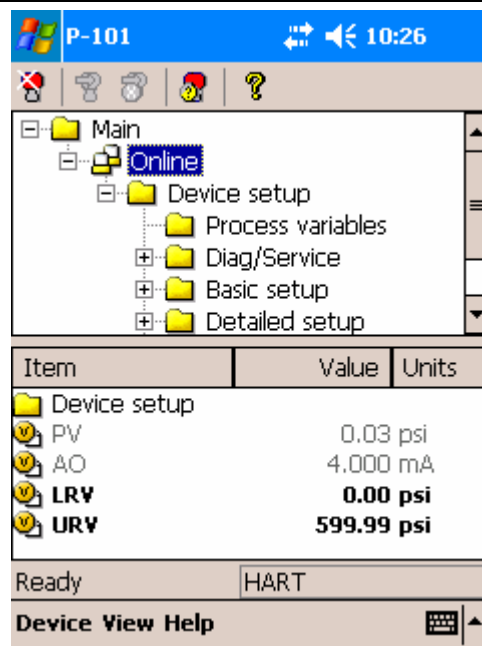 P-101 10:26
Main
Online
Device setup
Process variables
Diag/Service
Basic setup
Detailed setup
Item Value Units
Device setup
PV 0.03 psi
AO 4.000 mA
LRV 0.00 psi
URV 599.99 psi
Ready HART
Device View Help